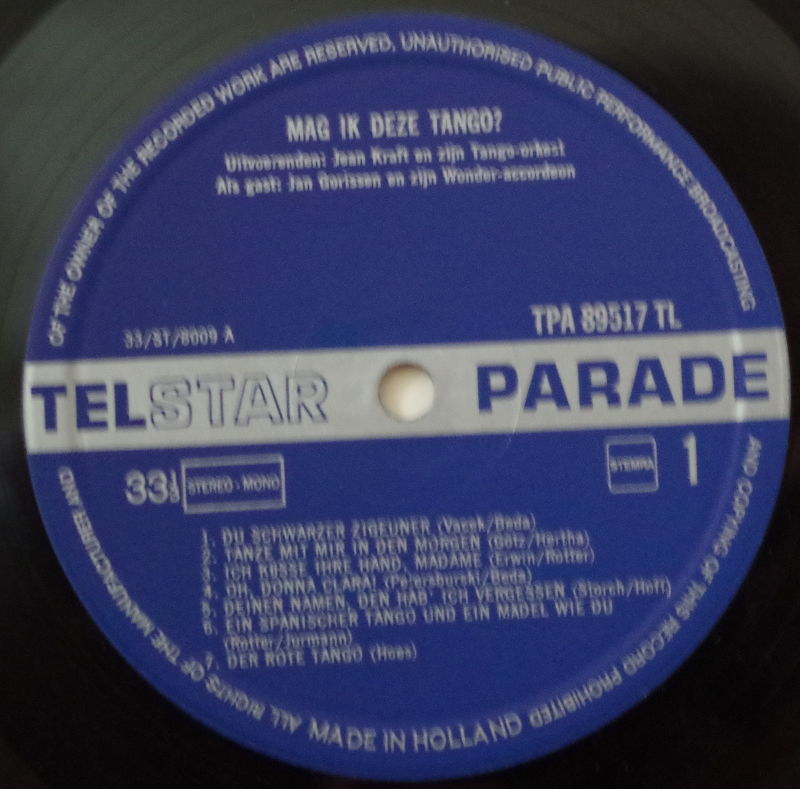 ALL RIGHTS OF THE MANUFACTURER AND OF THE OWNER OF THE RECORDED WORK ARE RESERVED, UNAUTHORISED PUBLIC PERFORMANCE BROADCASTING AND COPYING OF THIS RECORD PROHIBITED
MAG IK DEZE TANGO?
Uitvoerenden: Jean Kraft en zijn Tango-orkest
Als gast: Jan Gorissen en zijn Wonder-accordeon
TPA 89517 TL
33/ST/8009 A
TELSTAR PARADE
33⅓ STEREO - MONO
STEMRA 1
1. DU SCHWARZER ZIGEUNER (Vacek/Beda)
2. TANZE MIT MIR IN DEN MORGEN (Götz/Hertha)
3. ICH KÜSSE IHRE HAND, MADAME (Erwin/Rotter)
4. OH, DONNA CLARA! (Petersburski/Beda)
5. DEINEN NAMEN, DEN HAB' ICH VERGESSEN (Storch/Hoff)
6. EIN SPANISCHER TANGO UND EIN MÄDEL WIE DU
(Rotter/Jurmann)
7. DER ROTE TANGO (Hoes)
MADE IN HOLLAND